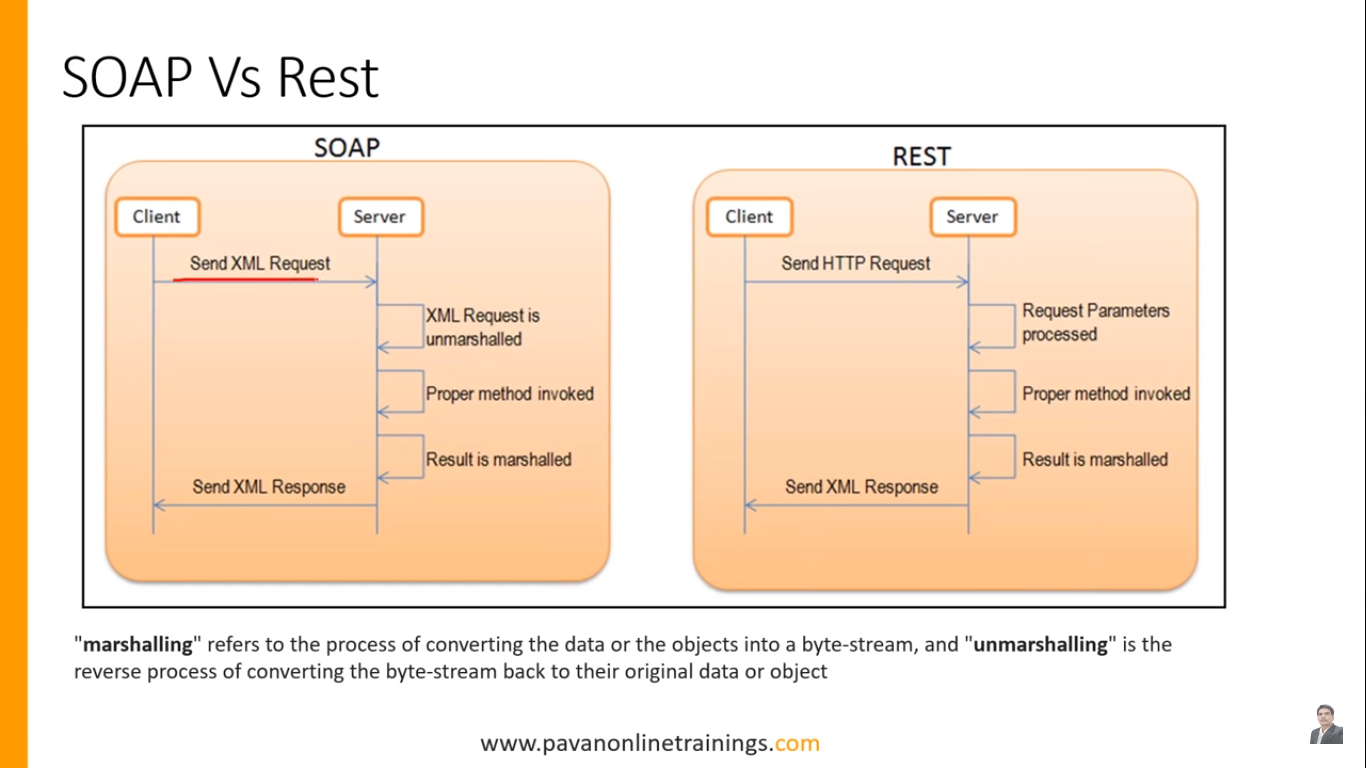 SOAP Vs Rest
SOAP
Client
Server
Send XML Request
XML Request is
unmarshalled
Proper method invoked
Result is marshalled
Send XML Response
REST
Client
Server
Send HTTP Request
Request Parameters
processed
Proper method invoked
Result is marshalled
Send XML Response
"marshalling" refers to the process of converting the data or the objects into a byte-stream, and "unmarshalling" is the
reverse process of converting the byte-stream back to their original data or object
www.pavanonlinetrainings.com